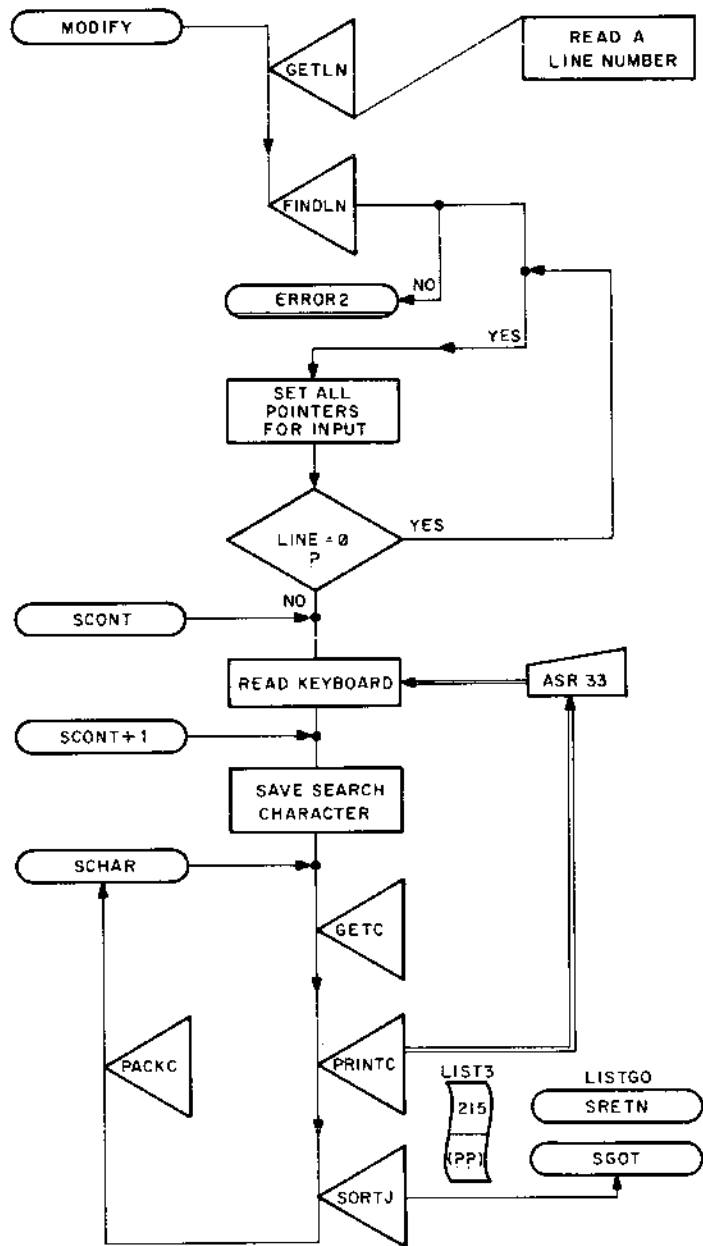 MODIFY
GETLN
READ A
LINE NUMBER
FINDLN
NO
ERROR2
YES
SET ALL
POINTERS
FOR INPUT
LINE = 0
?
YES
NO
SCONT
READ KEYBOARD
ASR 33
SCONT+1
SAVE SEARCH
CHARACTER
SCHAR
GETC
PACKC
PRINTC
LIST3
215
(PP)
LISTGO
SRETN
SGOT
SORTJ